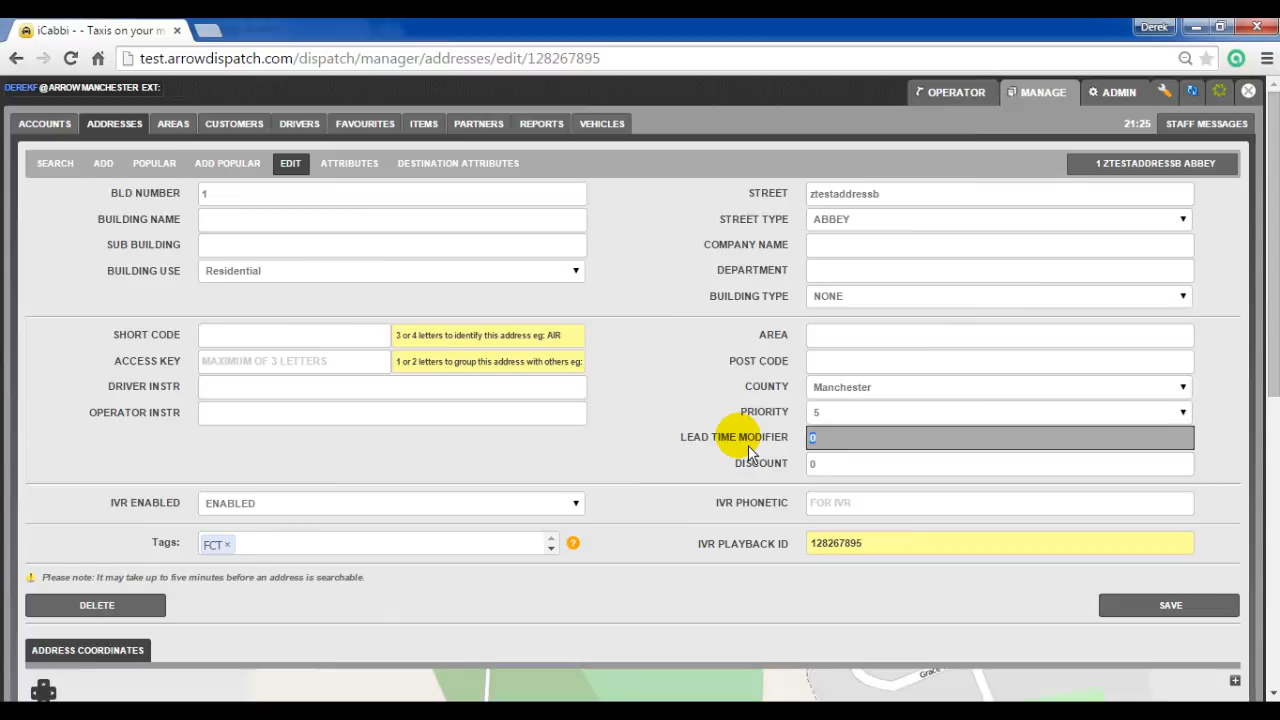 iCabbi - - Taxis on your m
Derek
test.arrowdispatch.com/dispatch/manager/addresses/edit/128267895
DEREKF@ARROWMANCHESTER EXT:
OPERATOR MANAGE ADMIN
ACCOUNTS ADDRESSES AREAS CUSTOMERS DRIVERS FAVOURITES ITEMS PARTNERS REPORTS VEHICLES 21:25 STAFF MESSAGES
SEARCH ADD POPULAR ADD POPULAR EDIT ATTRIBUTES DESTINATION ATTRIBUTES 1 ZTESTADDRESSB ABBEY
BLD NUMBER 1 STREET ztestaddressb
BUILDING NAME STREET TYPE ABBEY
SUB BUILDING COMPANY NAME
BUILDING USE Residential DEPARTMENT
BUILDING TYPE NONE
SHORT CODE 3 or 4 letters to identify this address eg: AIR AREA
ACCESS KEY MAXIMUM OF 3 LETTERS 1 or 2 letters to group this address with others eg: POST CODE
DRIVER INSTR COUNTY Manchester
OPERATOR INSTR PRIORITY 5
LEAD TIME MODIFIER 0
DISCOUNT 0
IVR ENABLED ENABLED IVR PHONETIC FOR IVR
Tags: FCT × ? IVR PLAYBACK ID 128267895
Please note: It may take up to five minutes before an address is searchable.
DELETE SAVE
ADDRESS COORDINATES
Grace